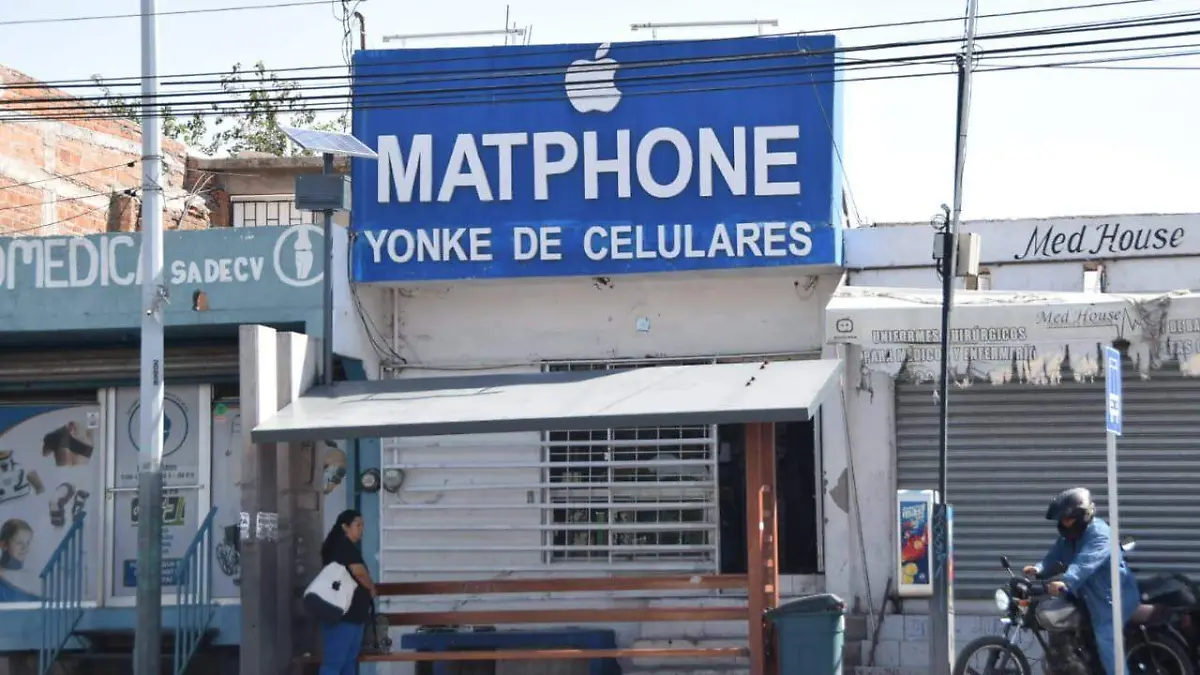 MATPHONE
YONKE DE CELULARES
OMEDICA SADECV
Med House
Med House
UNIFORMES QUIRÚRGICOS
PARA MÉDICOS Y ENFERMERÍA